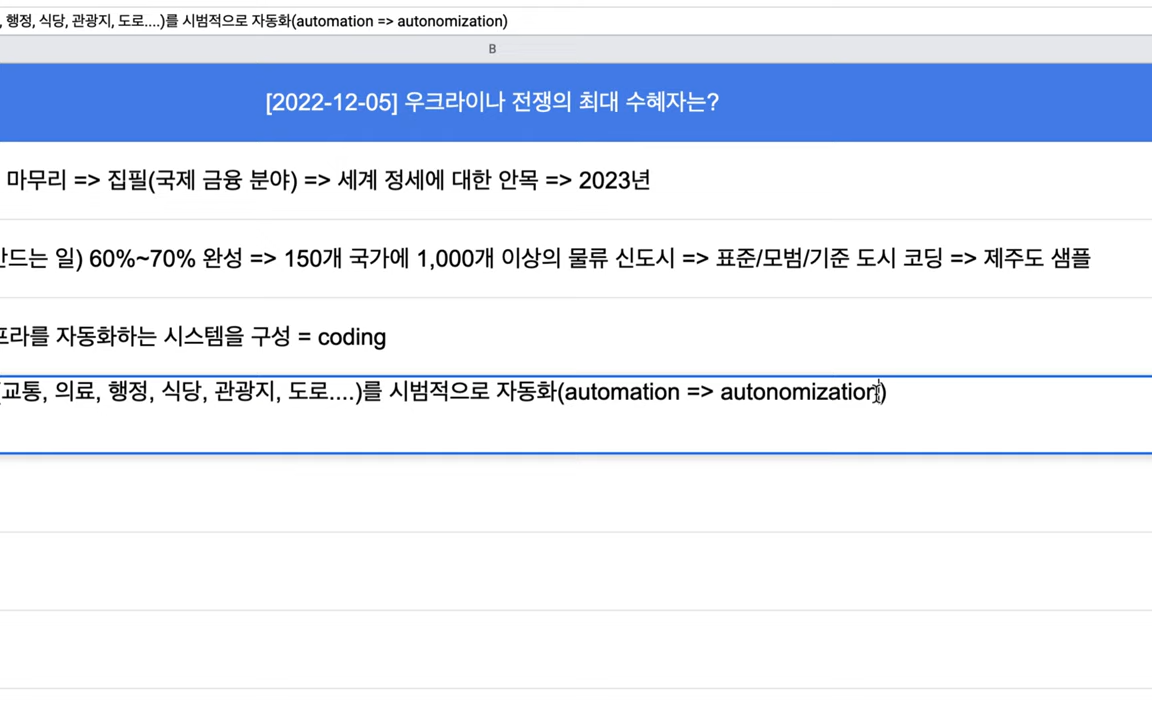 , 행정, 식당, 관광지, 도로....)를 시범적으로 자동화(automation => autonomization)
B
[2022-12-05] 우크라이나 전쟁의 최대 수혜자는?
마무리 => 집필(국제 금융 분야) => 세계 정세에 대한 안목 => 2023년
만드는 일) 60%~70% 완성 => 150개 국가에 1,000개 이상의 물류 신도시 => 표준/모범/기준 도시 코딩 => 제주도 샘플
프라를 자동화하는 시스템을 구성 = coding
(교통, 의료, 행정, 식당, 관광지, 도로....)를 시범적으로 자동화(automation => autonomization)